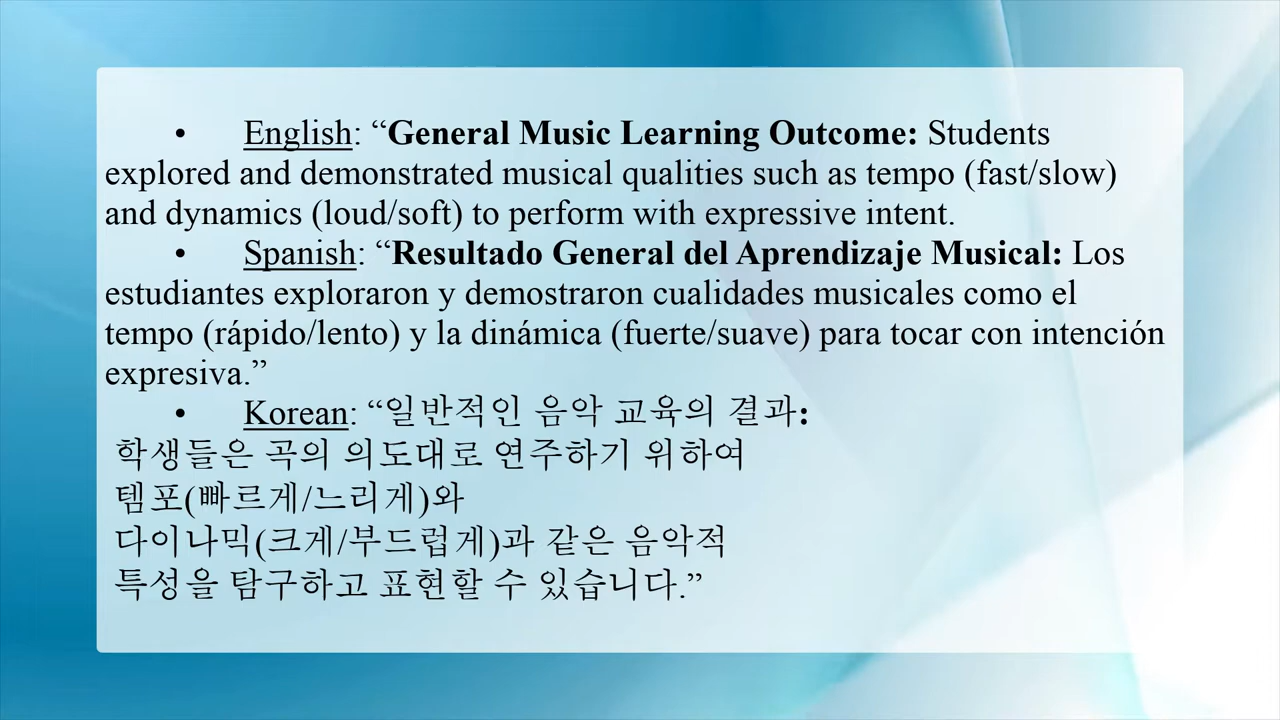 • English: “General Music Learning Outcome: Students
explored and demonstrated musical qualities such as tempo (fast/slow)
and dynamics (loud/soft) to perform with expressive intent.
• Spanish: “Resultado General del Aprendizaje Musical: Los
estudiantes exploraron y demostraron cualidades musicales como el
tempo (rápido/lento) y la dinámica (fuerte/suave) para tocar con intención
expresiva.”
• Korean: “일반적인 음악 교육의 결과:
학생들은 곡의 의도대로 연주하기 위하여
템포(빠르게/느리게)와
다이나믹(크게/부드럽게)과 같은 음악적
특성을 탐구하고 표현할 수 있습니다.”